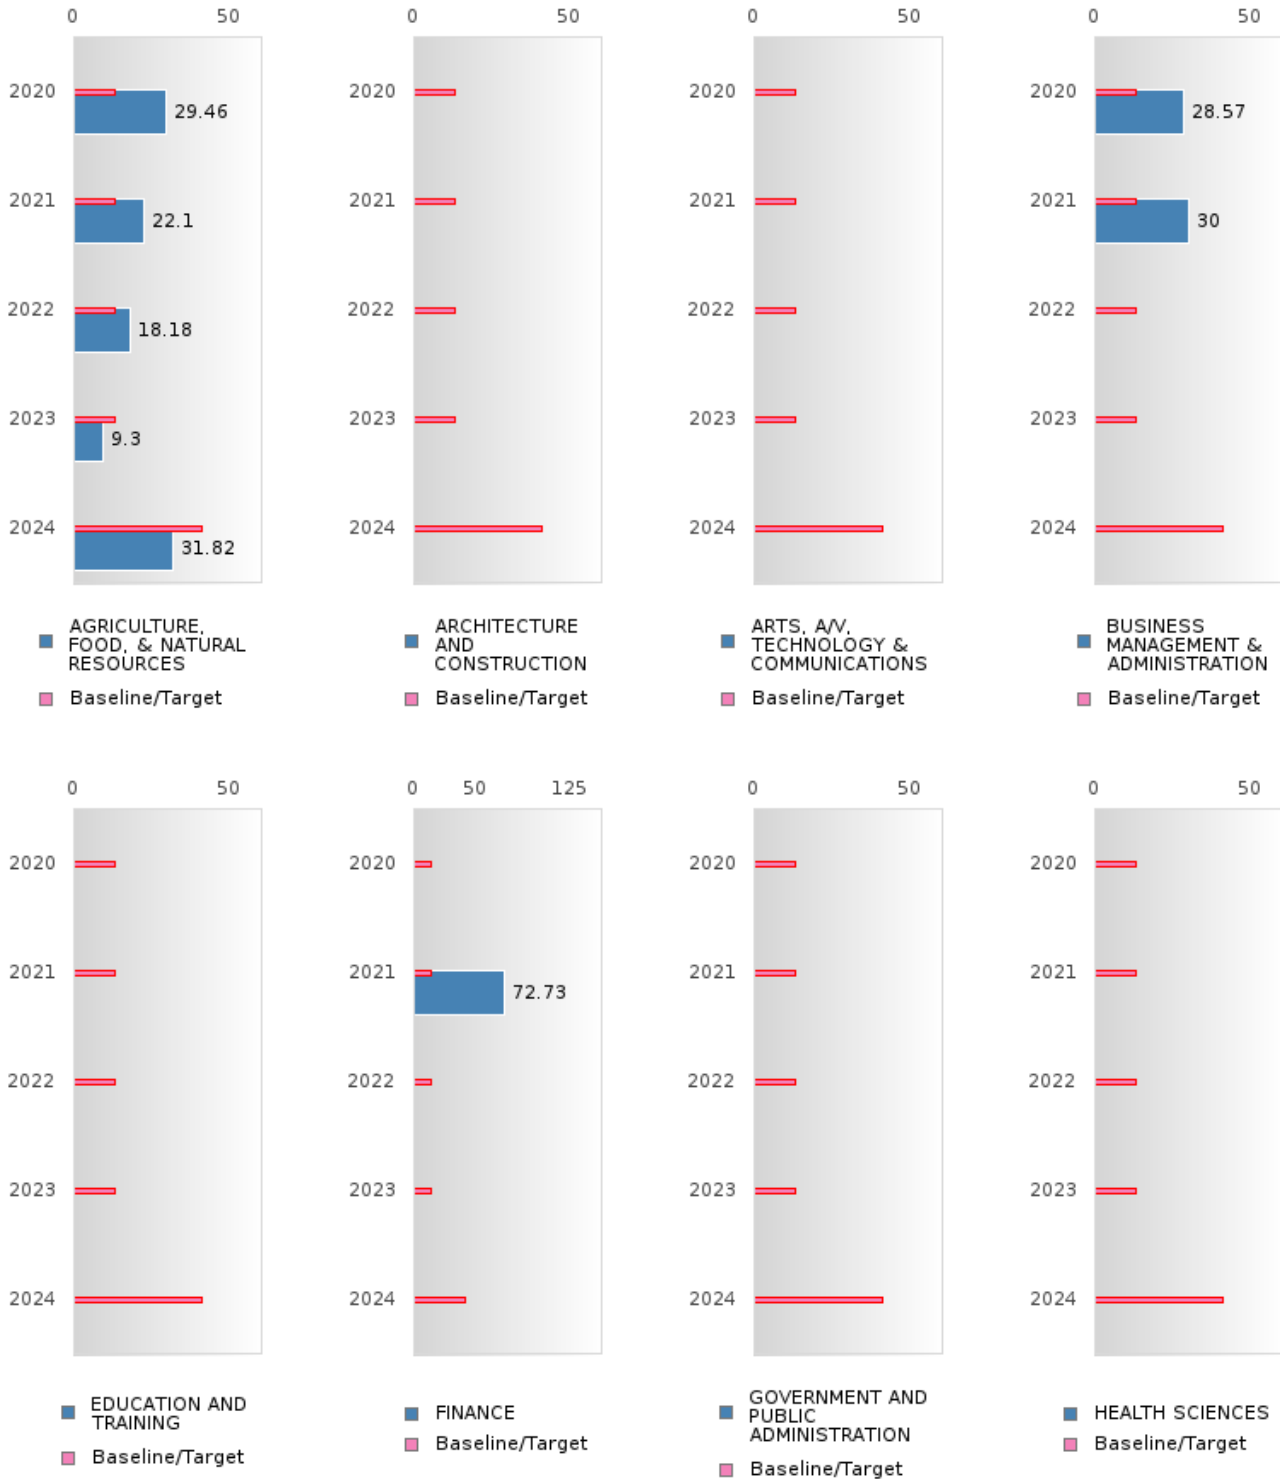 0 50 0 50 0 50 0 50
2020 29.46 2020 2020 2020 28.57
2021 22.1 2021 2021 2021 30
2022 18.18 2022 2022 2022
2023 9.3 2023 2023 2023
2024 31.82 2024 2024 2024
AGRICULTURE,
FOOD, & NATURAL
RESOURCES
Baseline/Target
ARCHITECTURE
AND
CONSTRUCTION
Baseline/Target
ARTS, A/V,
TECHNOLOGY &
COMMUNICATIONS
Baseline/Target
BUSINESS
MANAGEMENT &
ADMINISTRATION
Baseline/Target
0 50 0 50 125 0 50 0 50
2020 2020 2020 2020
2021 2021 72.73 2021 2021
2022 2022 2022 2022
2023 2023 2023 2023
2024 2024 2024 2024
EDUCATION AND
TRAINING
Baseline/Target
FINANCE
Baseline/Target
GOVERNMENT AND
PUBLIC
ADMINISTRATION
Baseline/Target
HEALTH SCIENCES
Baseline/Target